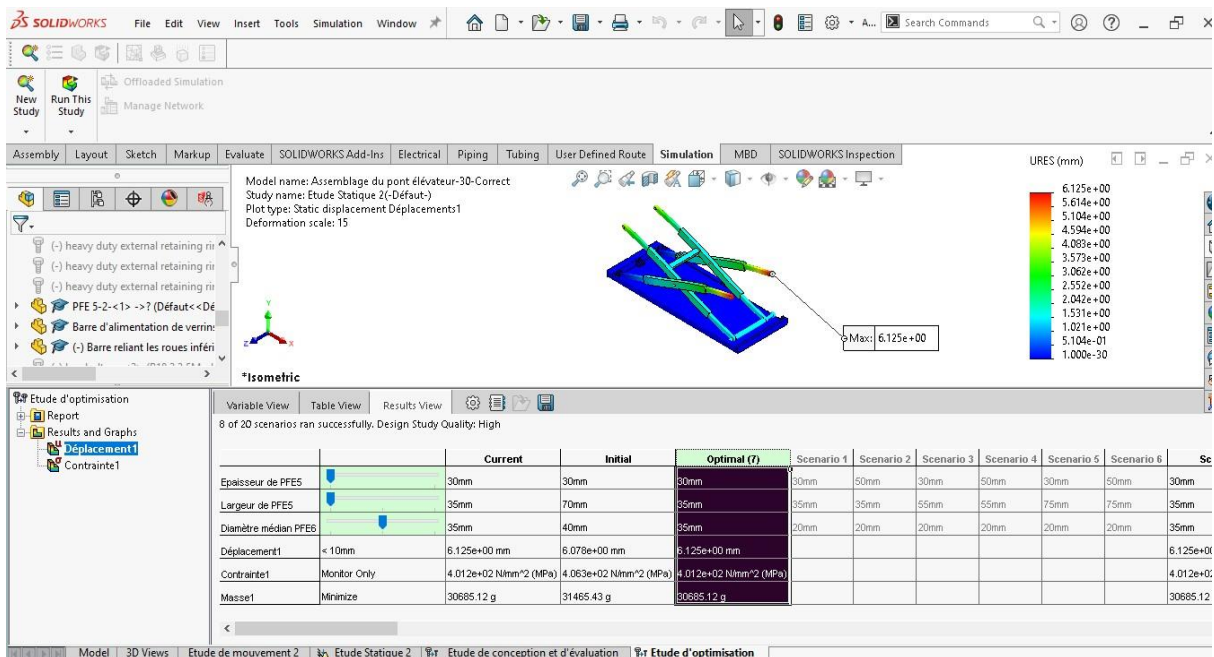 SOLIDWORKS File Edit View Insert Tools Simulation Window A... Search Commands
New Study
Run This Study
Offloaded Simulation
Manage Network
Assembly Layout Sketch Markup Evaluate SOLIDWORKS Add-Ins Electrical Piping Tubing User Defined Route Simulation MBD SOLIDWORKS Inspection
(-) heavy duty external retaining rir
(-) heavy duty external retaining rir
(-) heavy duty external retaining rir
PFE 5-2-<1> ->? (Défaut<<Dé
Barre d'alimentation de verrins
(-) Barre reliant les roues inféri
Model name: Assemblage du pont élévateur-30-Correct
Study name: Etude Statique 2(-Défaut-)
Plot type: Static displacement Déplacements1
Deformation scale: 15
Y
Z
X
*Isometric
Max: 6.125e+00
URES (mm)
6.125e+00
5.614e+00
5.104e+00
4.594e+00
4.083e+00
3.573e+00
3.062e+00
2.552e+00
2.042e+00
1.531e+00
1.021e+00
5.104e-01
1.000e-30
Etude d'optimisation
Report
Results and Graphs
Déplacement1
Contrainte1
Variable View Table View Results View
8 of 20 scenarios ran successfully. Design Study Quality: High
Current Initial Optimal (7) Scenario 1 Scenario 2 Scenario 3 Scenario 4 Scenario 5 Scenario 6 Sc
Epaisseur de PFE5 30mm 30mm 30mm 30mm 50mm 30mm 50mm 30mm 50mm 30mm
Largeur de PFE5 35mm 70mm 35mm 35mm 35mm 55mm 55mm 75mm 75mm 35mm
Diamètre médian PFE6 35mm 40mm 35mm 20mm 20mm 20mm 20mm 20mm 20mm 35mm
Déplacement1 < 10mm 6.125e+00 mm 6.078e+00 mm 6.125e+00 mm 6.125e+00
Contrainte1 Monitor Only 4.012e+02 N/mm^2 (MPa) 4.063e+02 N/mm^2 (MPa) 4.012e+02 N/mm^2 (MPa) 4.012e+02
Masse1 Minimize 30685.12 g 31465.43 g 30685.12 g 30685.12
Model 3D Views Etude de mouvement 2 Etude Statique 2 Etude de conception et d'évaluation Etude d'optimisation